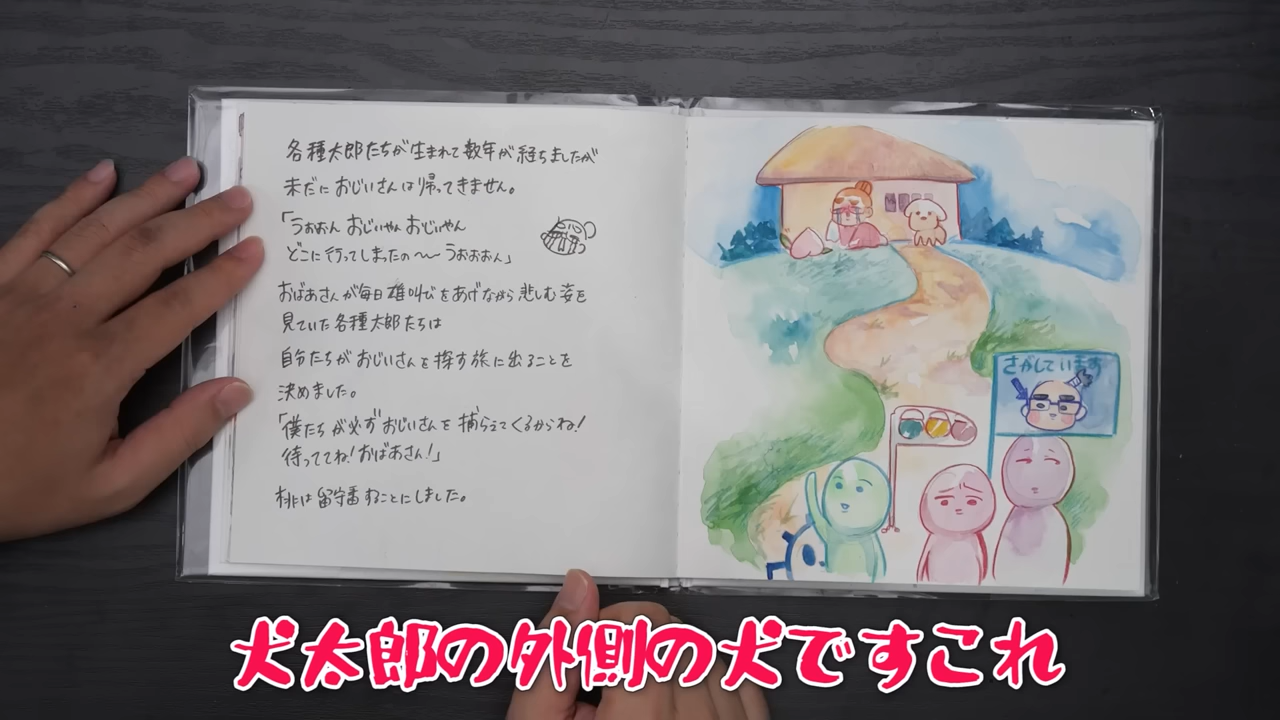 各種太郎たちが生まれて数年が経ちましたが
未だにおじいさんは帰ってきません。
「うぉおん おじいやん おじいやん
どこに行ってしまったの〜〜 うおおおん」
おばあさんが毎日雄叫びをあげながら悲しむ姿を
見ていた各種太郎たちは
自分たちがおじいさんを探す旅に出ることを
決めました。
「僕たちが必ずおじいさんを捕らえてくるからね!
待っててね!おばあさん!」
桃は留守番することにしました。
さがしています
犬太郎の外側の犬ですこれ